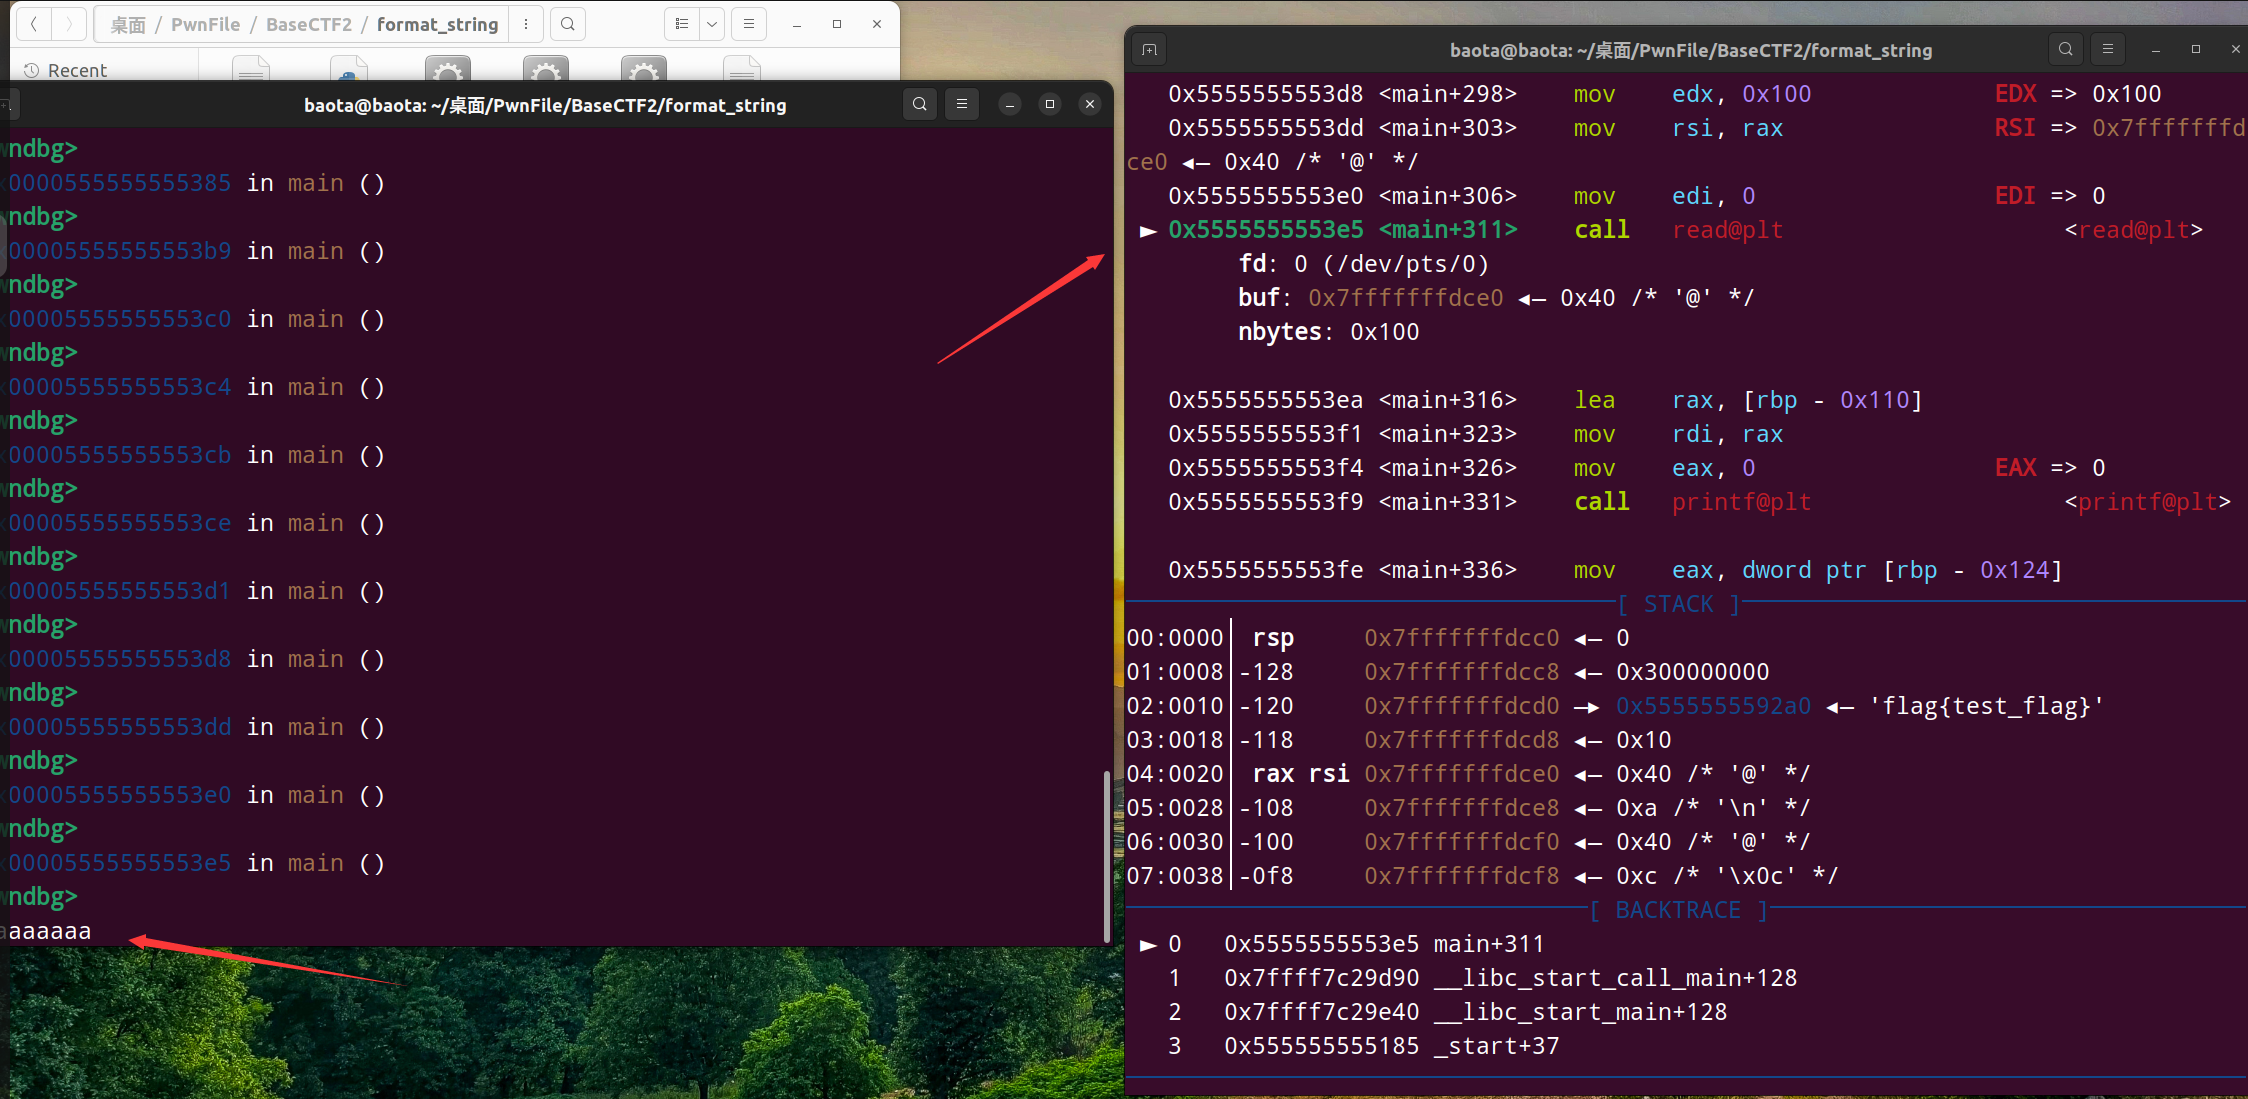 桌面 / PwnFile / BaseCTF2 / format_string
Recent
baota@baota: ~/桌面/PwnFile/BaseCTF2/format_string
ndbg>
0000555555555385 in main ()
ndbg>
00005555555553b9 in main ()
ndbg>
00005555555553c0 in main ()
ndbg>
00005555555553c4 in main ()
ndbg>
00005555555553cb in main ()
ndbg>
00005555555553ce in main ()
ndbg>
00005555555553d1 in main ()
ndbg>
00005555555553d8 in main ()
ndbg>
00005555555553dd in main ()
ndbg>
00005555555553e0 in main ()
ndbg>
00005555555553e5 in main ()
ndbg>
aaaaaaa
baota@baota: ~/桌面/PwnFile/BaseCTF2/format_string
0x5555555553d8 <main+298> mov edx, 0x100 EDX => 0x100
0x5555555553dd <main+303> mov rsi, rax RSI => 0x7fffffffd
ce0 ◂— 0x40 /* '@' */
0x5555555553e0 <main+306> mov edi, 0 EDI => 0
► 0x5555555553e5 <main+311> call read@plt <read@plt>
fd: 0 (/dev/pts/0)
buf: 0x7fffffffdce0 ◂— 0x40 /* '@' */
nbytes: 0x100
0x5555555553ea <main+316> lea rax, [rbp - 0x110]
0x5555555553f1 <main+323> mov rdi, rax
0x5555555553f4 <main+326> mov eax, 0 EAX => 0
0x5555555553f9 <main+331> call printf@plt <printf@plt>
0x5555555553fe <main+336> mov eax, dword ptr [rbp - 0x124]
[ STACK ]
00:0000│ rsp 0x7fffffffdcc0 ◂— 0
01:0008│-128 0x7fffffffdcc8 ◂— 0x300000000
02:0010│-120 0x7fffffffdcd0 —▸ 0x5555555592a0 ◂— 'flag{test_flag}'
03:0018│-118 0x7fffffffdcd8 ◂— 0x10
04:0020│ rax rsi 0x7fffffffdce0 ◂— 0x40 /* '@' */
05:0028│-108 0x7fffffffdce8 ◂— 0xa /* '\n' */
06:0030│-100 0x7fffffffdcf0 ◂— 0x40 /* '@' */
07:0038│-0f8 0x7fffffffdcf8 ◂— 0xc /* '\x0c' */
[ BACKTRACE ]
► 0 0x5555555553e5 main+311
1 0x7ffff7c29d90 __libc_start_call_main+128
2 0x7ffff7c29e40 __libc_start_main+128
3 0x555555555185 _start+37